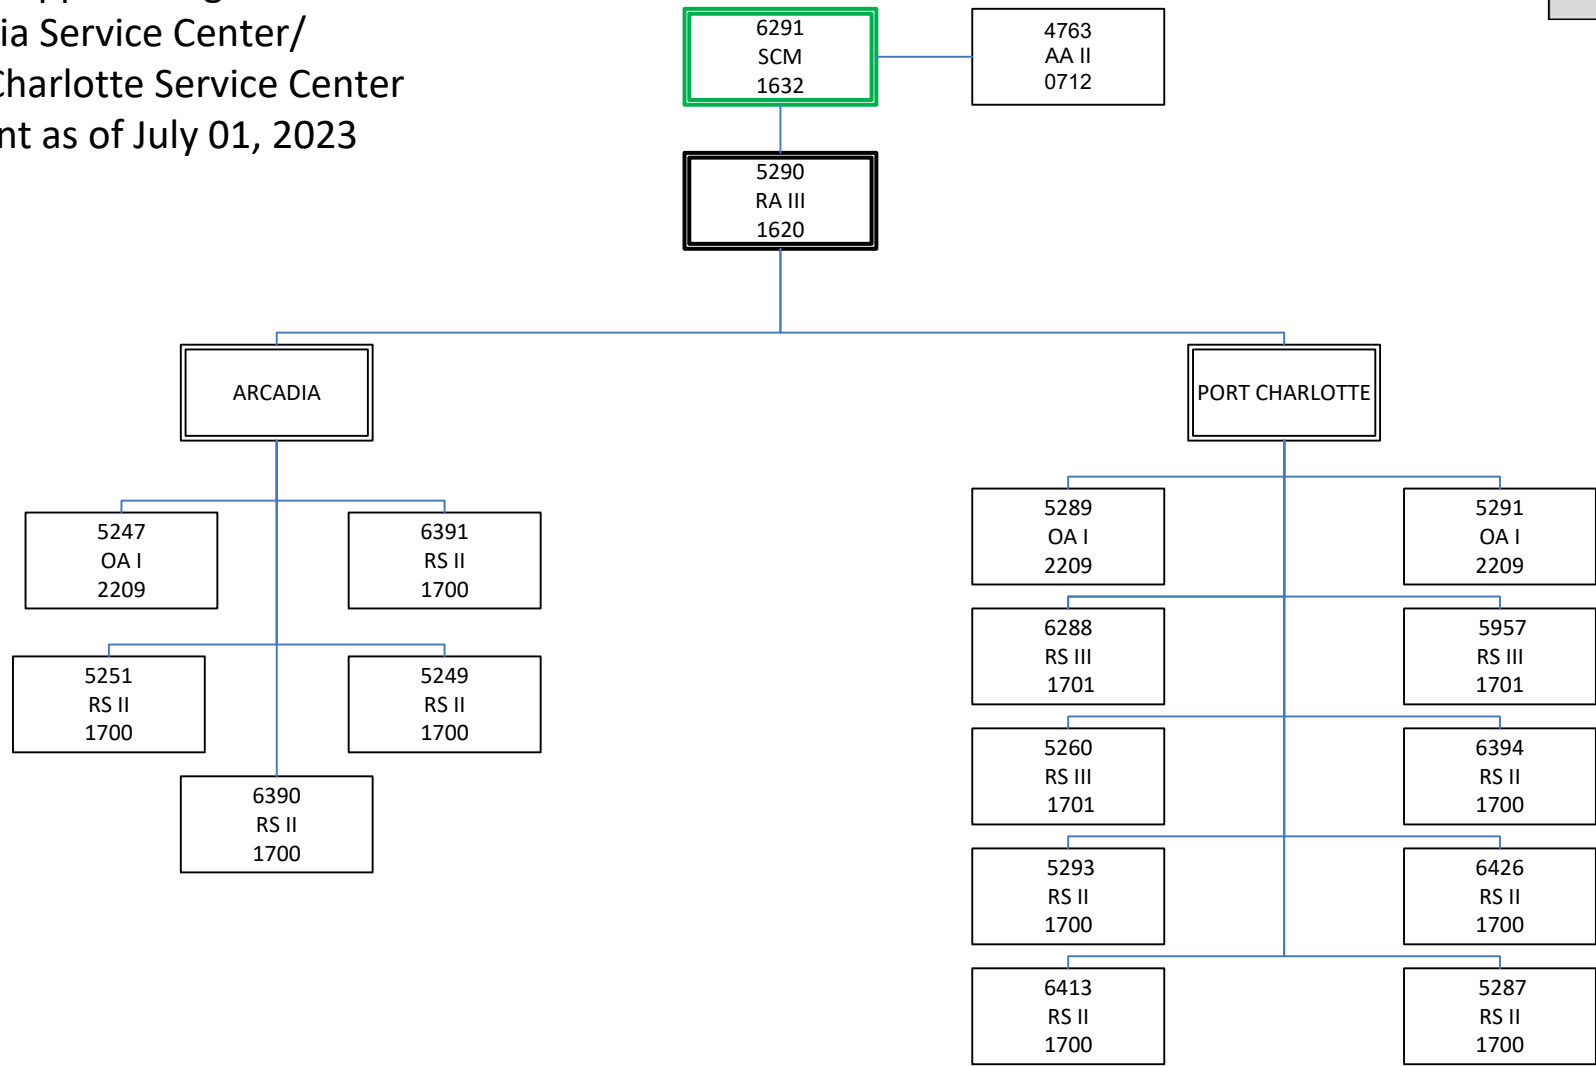 ia Service Center/
Charlotte Service Center
nt as of July 01, 2023
6291
SCM
1632
4763
AA II
0712
5290
RA III
1620
ARCADIA
PORT CHARLOTTE
5247
OA I
2209
6391
RS II
1700
5251
RS II
1700
5249
RS II
1700
6390
RS II
1700
5289
OA I
2209
5291
OA I
2209
6288
RS III
1701
5957
RS III
1701
5260
RS III
1701
6394
RS II
1700
5293
RS II
1700
6426
RS II
1700
6413
RS II
1700
5287
RS II
1700